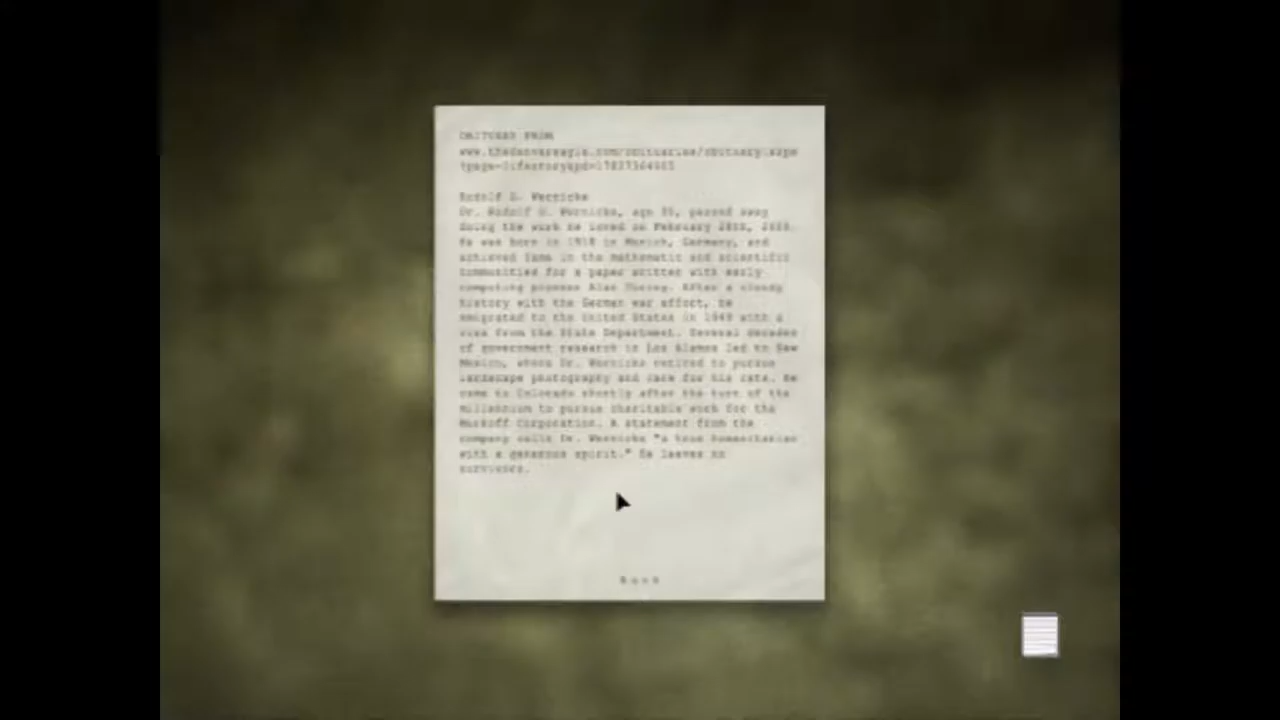 www.thedenvereagle.com/obituaries/obituary.aspx
Rudolf G. Wernicke
Dr. Rudolf G. Wernicke, age 90, passed away
doing the work he loved on February 28th, 2009.
He was born in 1918 in Munich, Germany, and
achieved fame in the mathematic and scientific
communities for a paper written with early
computing pioneer Alan Turing. After a cloudy
history with the German war effort, he
emigrated to the United States in 1949 with a
visa from the State Department. Several decades
of government research in Los Alamos led to New
Mexico, where Dr. Wernicke retired to pursue
landscape photography and care for his cats. He
came to Colorado shortly after the turn of the
millennium to pursue charitable work for the
Murkoff Corporation. A statement from the
company calls Dr. Wernicke "a true humanitarian
with a generous spirit." He leaves no
survivors.
Back